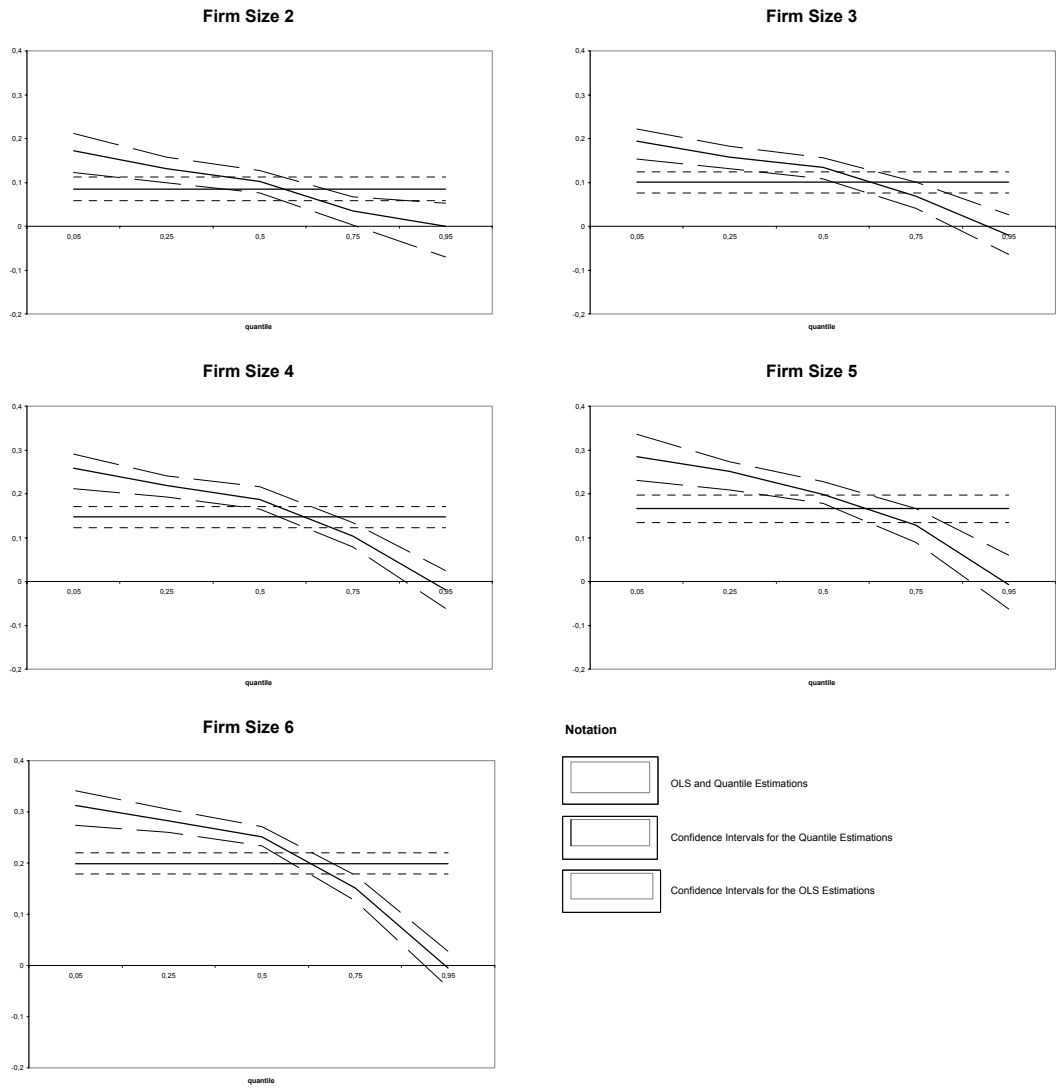 Firm Size 2
0,4
0,3
0,2
0,1
0
-0,1
-0,2
0,05 0,25 0,5 0,75 0,95
quantile
Firm Size 3
0,4
0,3
0,2
0,1
0
-0,1
-0,2
0,05 0,25 0,5 0,75 0,95
quantile
Firm Size 4
0,4
0,3
0,2
0,1
0
-0,1
-0,2
0,05 0,25 0,5 0,75 0,95
quantile
Firm Size 5
0,4
0,3
0,2
0,1
0
-0,1
-0,2
0,05 0,25 0,5 0,75 0,95
quantile
Firm Size 6
0,4
0,3
0,2
0,1
0
-0,1
-0,2
0,05 0,25 0,5 0,75 0,95
quantile
Notation
OLS and Quantile Estimations
Confidence Intervals for the Quantile Estimations
Confidence Intervals for the OLS Estimations